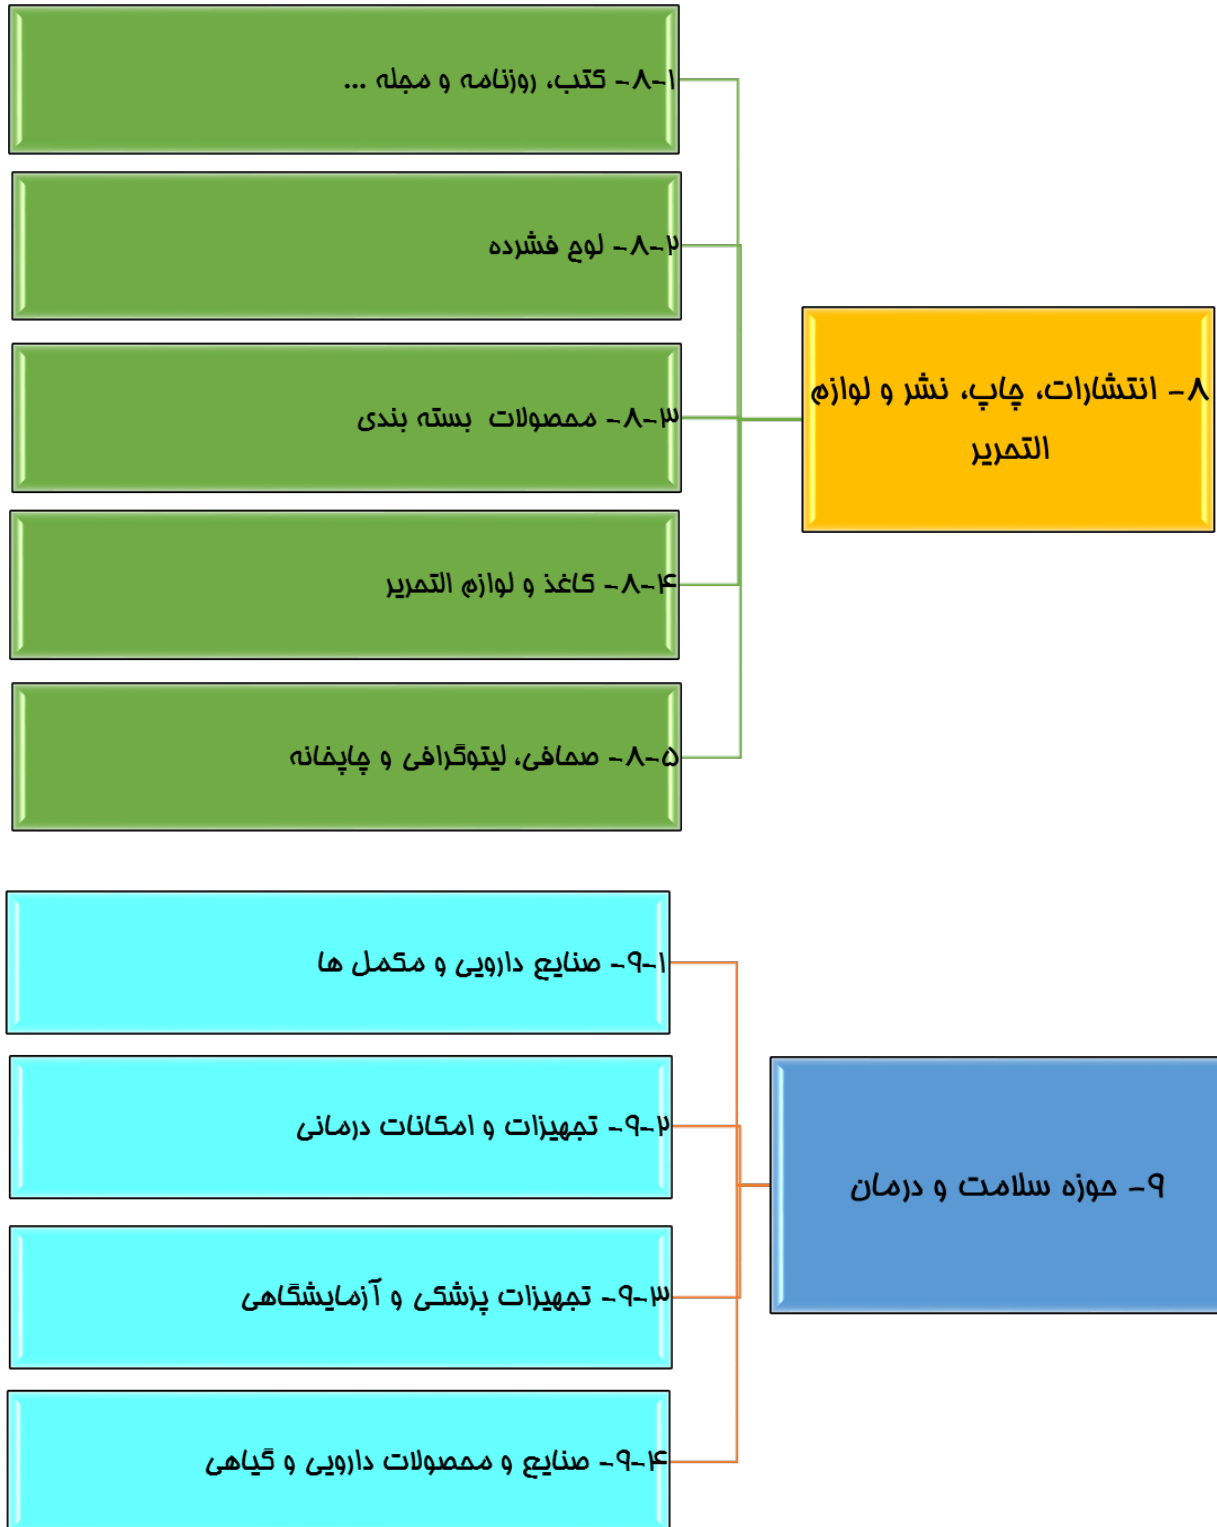 ۸- انتشارات، چاپ، نشر و لوازم
التحریر
۸-۱- کتب، روزنامه و مجله ...
۸-۲- لوح فشرده
۸-۳- محصولات بسته بندی
۸-۴- کاغذ و لوازم التحریر
۸-۵- صحافی، لیتوگرافی و چاپخانه
۹- حوزه سلامت و درمان
۹-۱- صنایع دارویی و مکمل ها
۹-۲- تجهیزات و امکانات درمانی
۹-۳- تجهیزات پزشکی و آزمایشگاهی
۹-۴- صنایع و محصولات دارویی و گیاهی